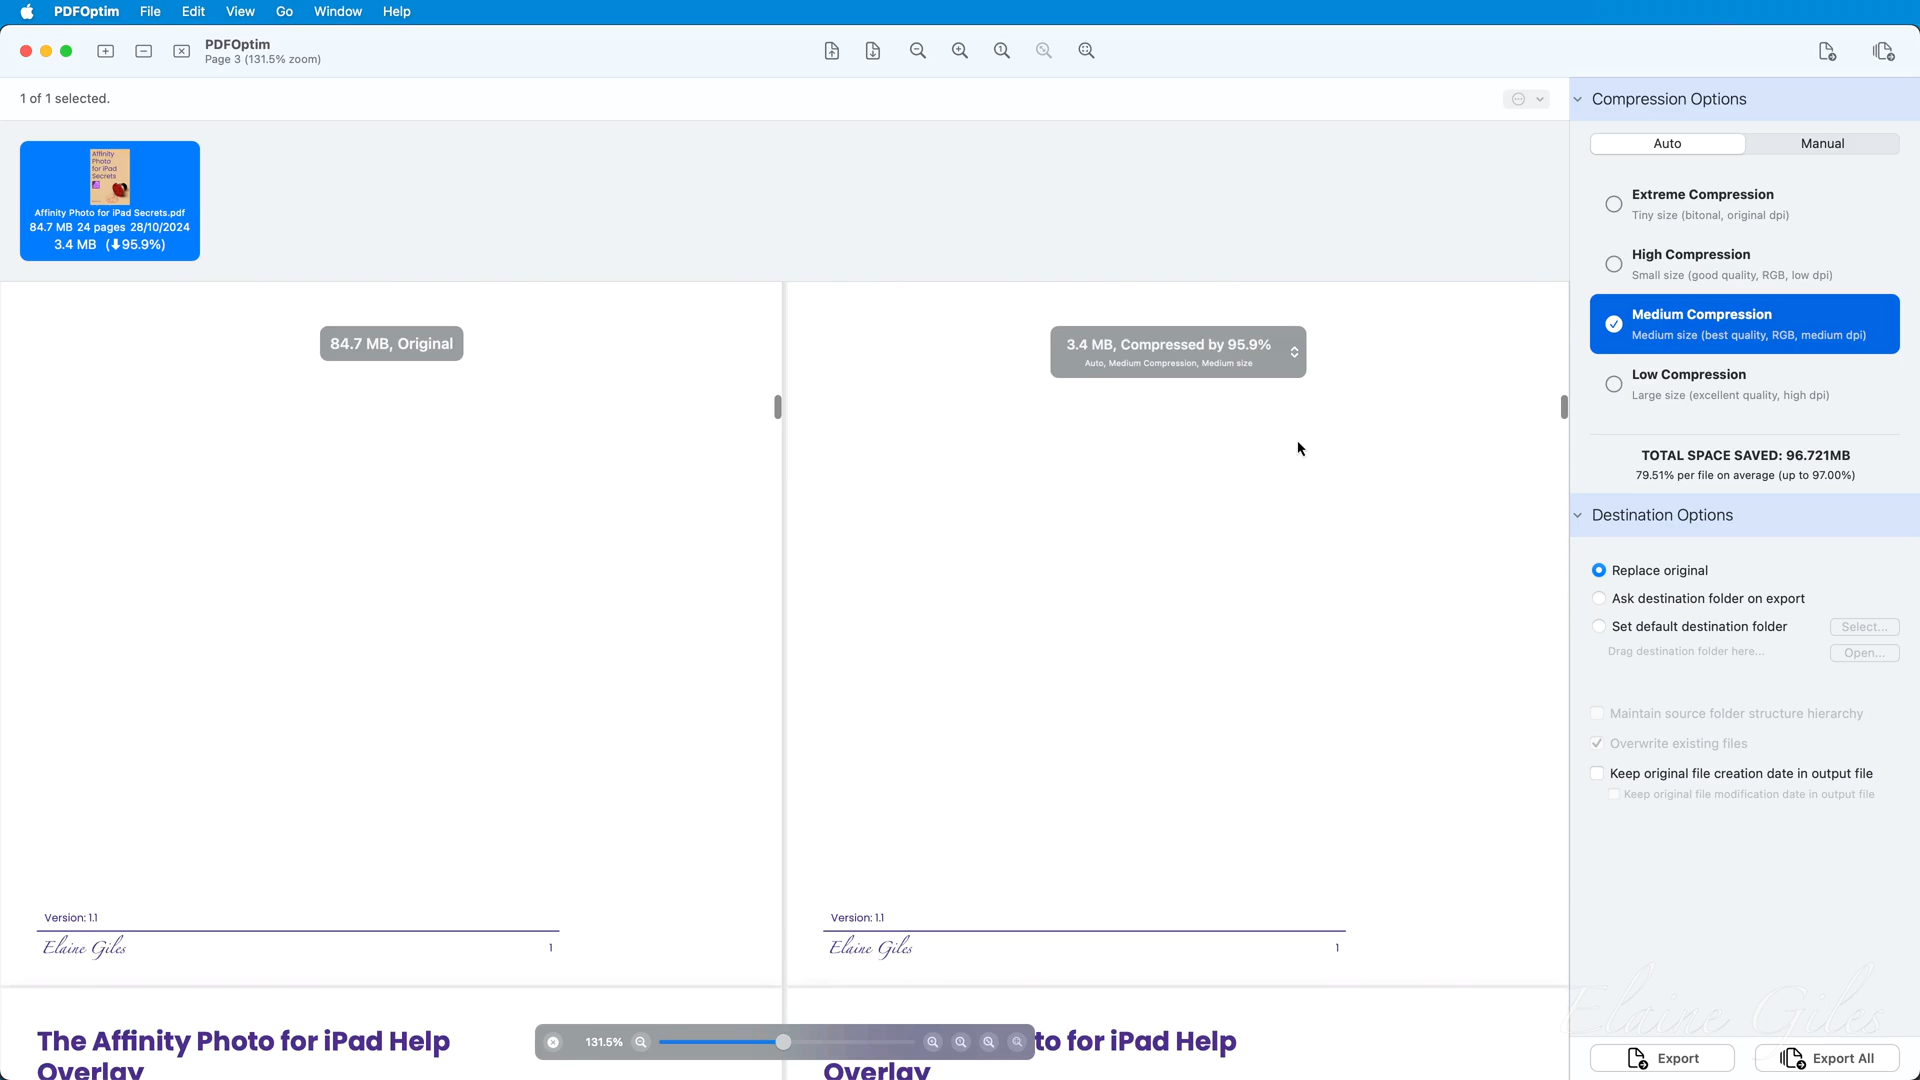 PDFOptim File Edit View Go Window Help
PDFOptim
Page 3 (131.5% zoom)
1 of 1 selected.
Affinity
Photo
for iPad
Secrets
Affinity Photo for iPad Secrets.pdf
84.7 MB 24 pages 28/10/2024
3.4 MB (⬇95.9%)
84.7 MB, Original
3.4 MB, Compressed by 95.9%
Auto, Medium Compression, Medium size
Version: 1.1
Elaine Giles 1
The Affinity Photo for iPad Help
Overlay
Version: 1.1
Elaine Giles 1
to for iPad Help
Overlay
131.5%
Compression Options
Auto Manual
Extreme Compression
Tiny size (bitonal, original dpi)
High Compression
Small size (good quality, RGB, low dpi)
Medium Compression
Medium size (best quality, RGB, medium dpi)
Low Compression
Large size (excellent quality, high dpi)
TOTAL SPACE SAVED: 96.721MB
79.51% per file on average (up to 97.00%)
Destination Options
Replace original
Ask destination folder on export
Set default destination folder Select...
Drag destination folder here... Open...
Maintain source folder structure hierarchy
Overwrite existing files
Keep original file creation date in output file
Keep original file modification date in output file
Elaine Giles
Export Export All